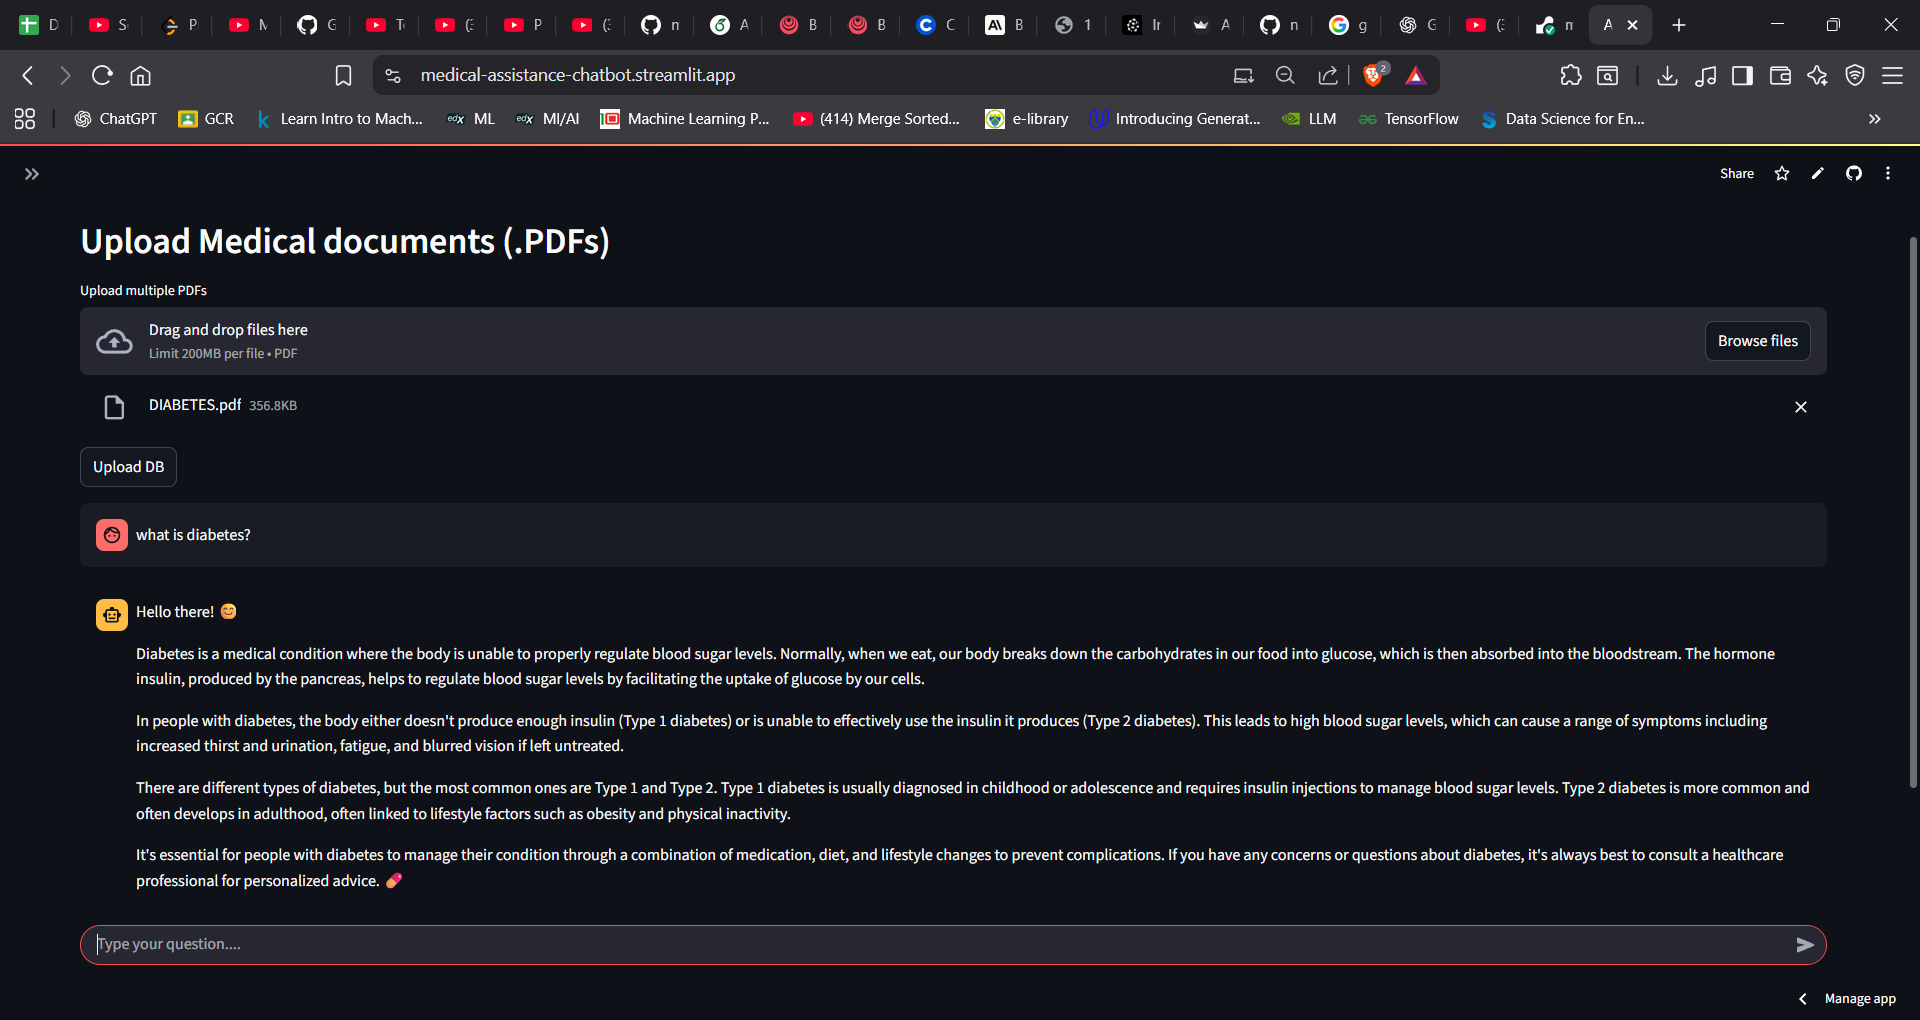 D
S
P
M
G
T
(3
P
(3
n
A
B
B
C
B
1
Ir
A
n
g
G
(3
n
A
medical-assistance-chatbot.streamlit.app
2
ChatGPT
GCR
Learn Intro to Mach...
edX ML
edX MI/AI
Machine Learning P...
(414) Merge Sorted...
e-library
Introducing Generat...
LLM
TensorFlow
Data Science for En...
Share
Upload Medical documents (.PDFs)
Upload multiple PDFs
Drag and drop files here
Limit 200MB per file • PDF
Browse files
DIABETES.pdf 356.8KB
Upload DB
what is diabetes?
Hello there! 😊
Diabetes is a medical condition where the body is unable to properly regulate blood sugar levels. Normally, when we eat, our body breaks down the carbohydrates in our food into glucose, which is then absorbed into the bloodstream. The hormone
insulin, produced by the pancreas, helps to regulate blood sugar levels by facilitating the uptake of glucose by our cells.
In people with diabetes, the body either doesn't produce enough insulin (Type 1 diabetes) or is unable to effectively use the insulin it produces (Type 2 diabetes). This leads to high blood sugar levels, which can cause a range of symptoms including
increased thirst and urination, fatigue, and blurred vision if left untreated.
There are different types of diabetes, but the most common ones are Type 1 and Type 2. Type 1 diabetes is usually diagnosed in childhood or adolescence and requires insulin injections to manage blood sugar levels. Type 2 diabetes is more common and
often develops in adulthood, often linked to lifestyle factors such as obesity and physical inactivity.
It's essential for people with diabetes to manage their condition through a combination of medication, diet, and lifestyle changes to prevent complications. If you have any concerns or questions about diabetes, it's always best to consult a healthcare
professional for personalized advice. 💊
Type your question....
Manage app